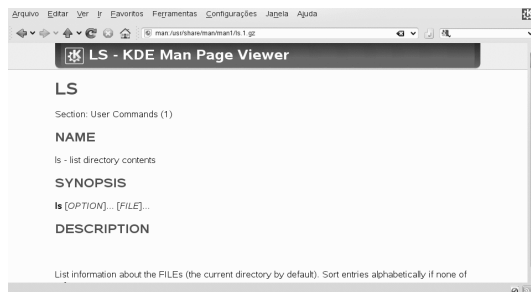 Arquivo Editar Ver Ir Favoritos Ferramentas Configurações Janela Ajuda
man:/usr/share/man/man1/ls.1.gz
LS - KDE Man Page Viewer
LS
Section: User Commands (1)
NAME
ls - list directory contents
SYNOPSIS
ls [OPTION]... [FILE]...
DESCRIPTION
List information about the FILEs (the current directory by default). Sort entries alphabetically if none of